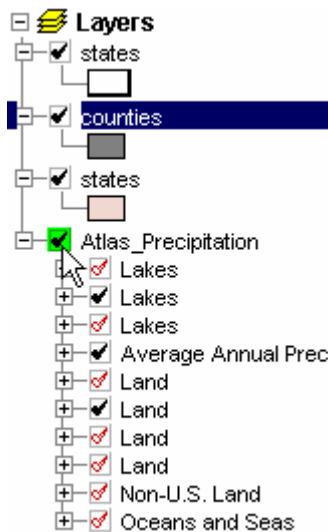 Layers
states
counties
states
Atlas_Precipitation
Lakes
Lakes
Lakes
Average Annual Prec
Land
Land
Land
Land
Non-U.S. Land
Oceans and Seas